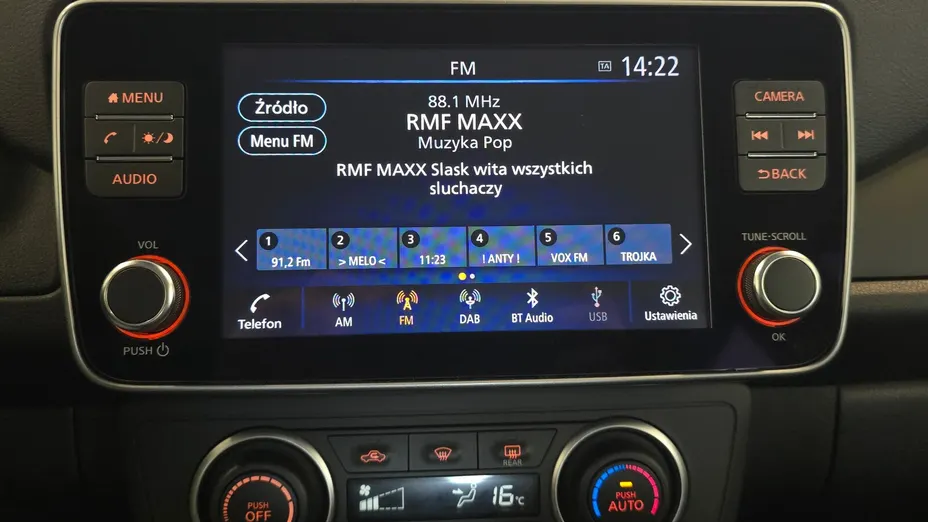 FM
TA
14:22
MENU
AUDIO
Źródło
Menu FM
88.1 MHz
RMF MAXX
Muzyka Pop
RMF MAXX Slask wita wszystkich
sluchaczy
CAMERA
BACK
1
91,2 Fm
2
> MELO <
3
11:23
4
! ANTY !
5
VOX FM
6
TROJKA
Telefon
AM
FM
DAB
BT Audio
USB
Ustawienia
VOL
PUSH
TUNE•SCROLL
OK
REAR
PUSH
OFF
16°C
PUSH
AUTO